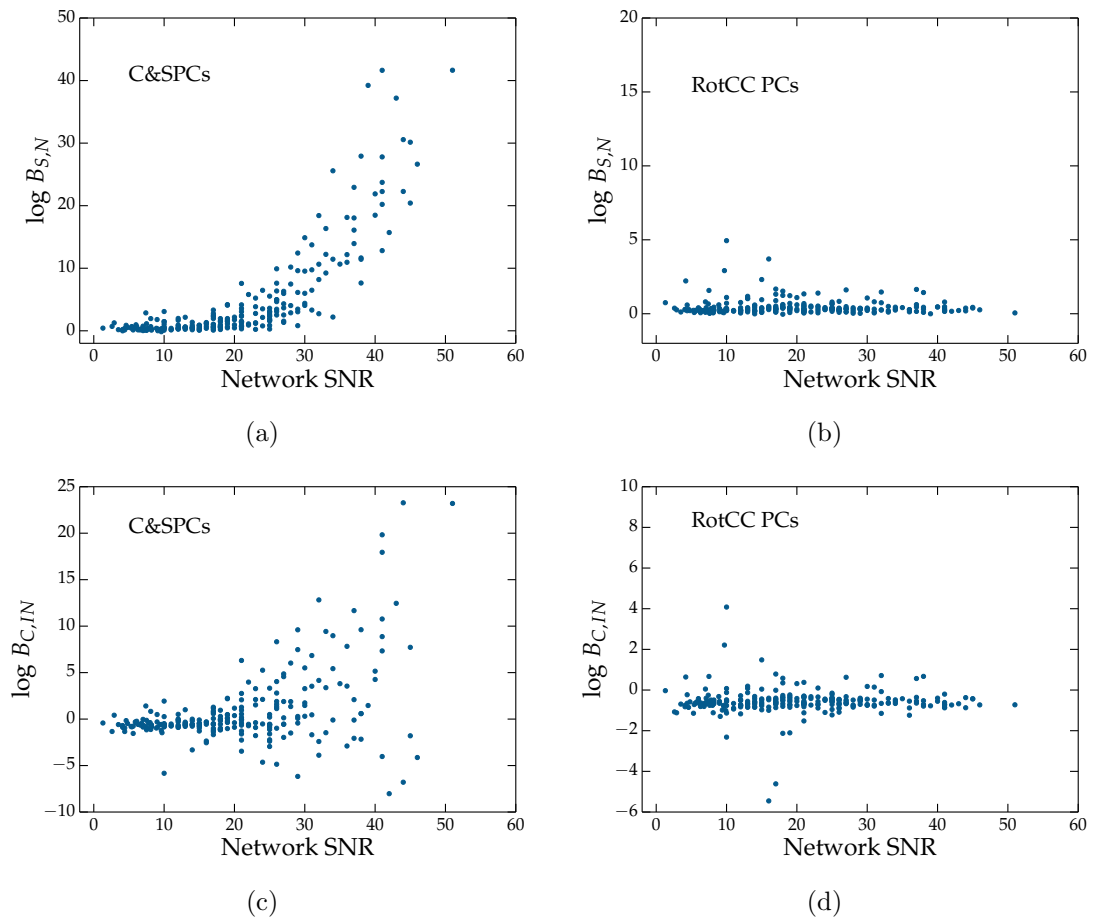 50
40
30
20
10
0
log B_{S,N}
C&SPCs
0 10 20 30 40 50 60
Network SNR
(a)
20
15
10
5
0
log B_{S,N}
RotCC PCs
0 10 20 30 40 50 60
Network SNR
(b)
25
20
15
10
5
0
−5
−10
log B_{C,IN}
C&SPCs
0 10 20 30 40 50 60
Network SNR
(c)
10
8
6
4
2
0
−2
−4
−6
log B_{C,IN}
RotCC PCs
0 10 20 30 40 50 60
Network SNR
(d)